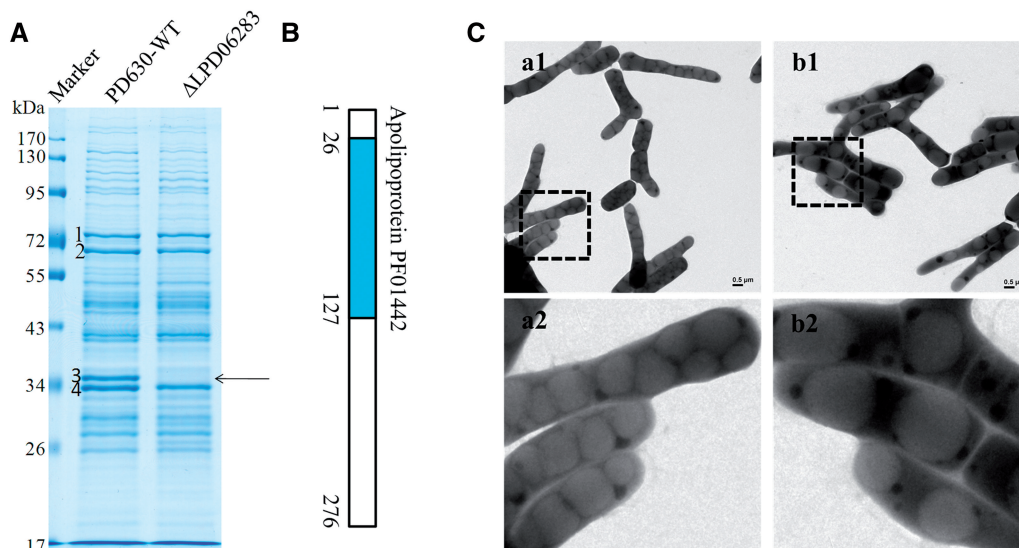 A
Marker
PD630-WT
ΔLPD06283
kDa
170
130
95
72
55
43
34
26
17
1
2
3
4
B
1
26
127
276
Apolipoprotein PF01442
C
a1
0.5 μm
b1
0.5 μ
a2
b2